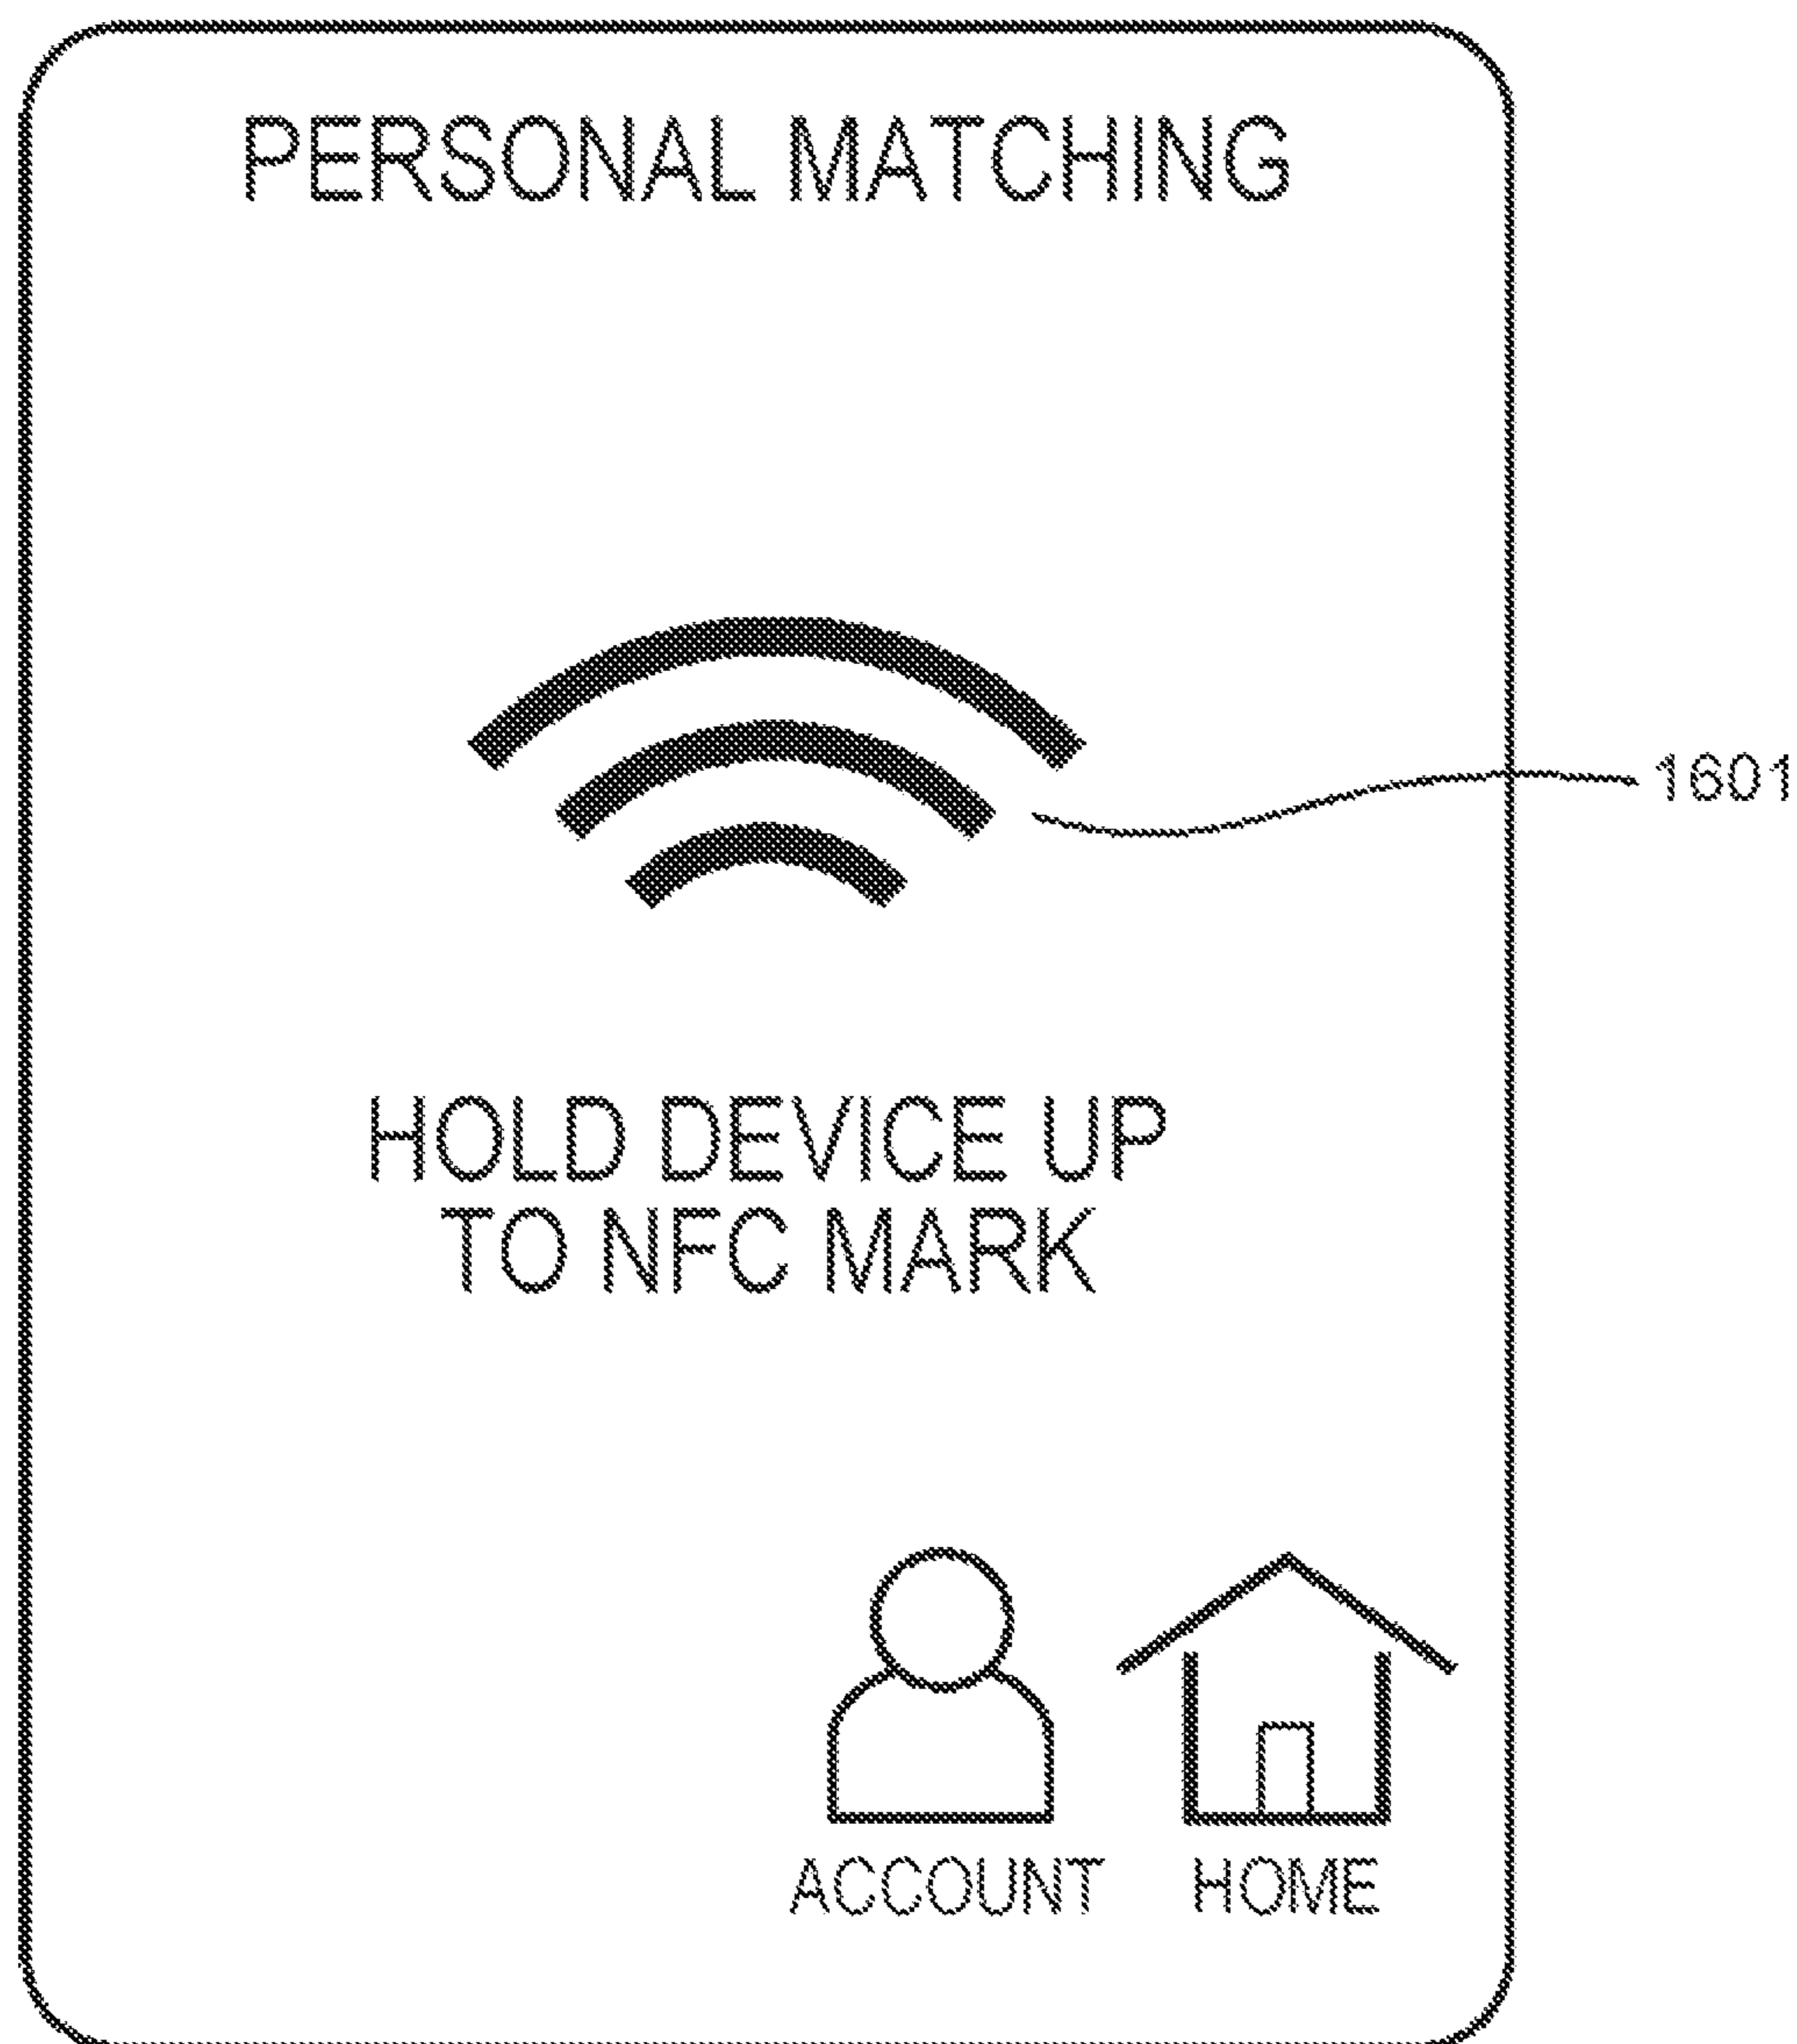 PERSONAL MATCHING
1601
HOLD DEVICE UP
TO NFC MARK
ACCOUNT HOME